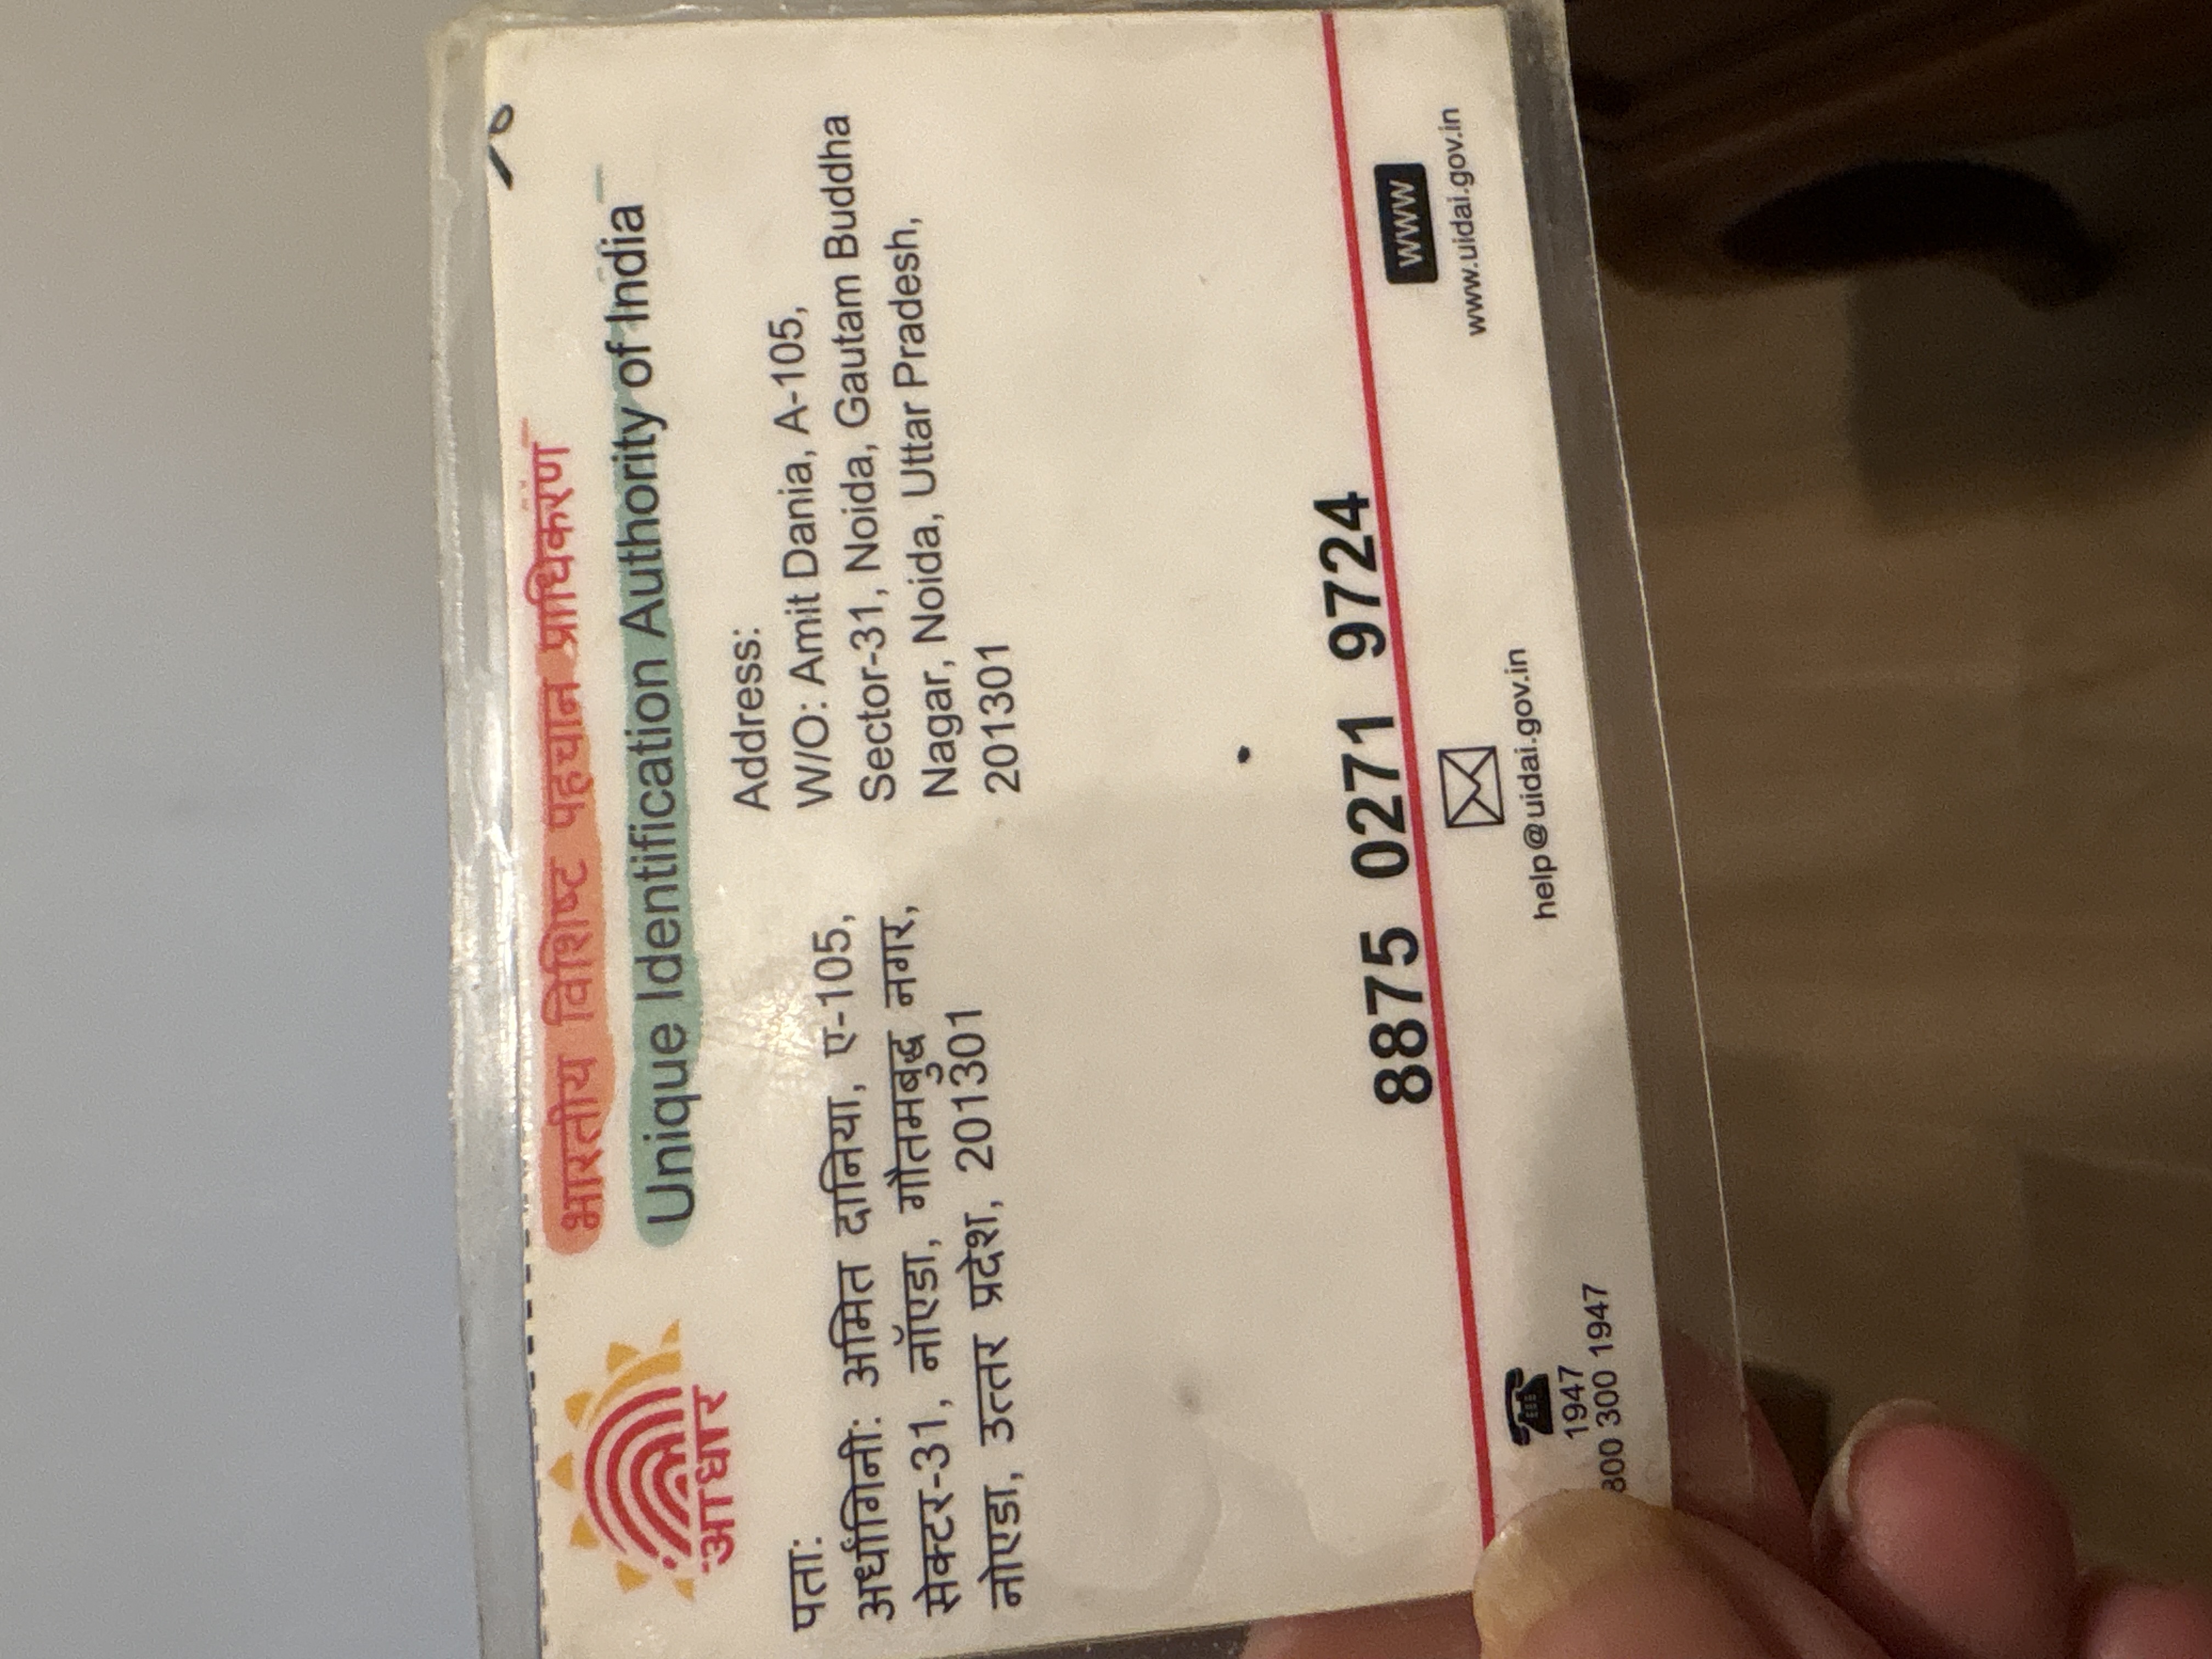 भारतीय विशिष्ट पहचान प्राधिकरण
Unique Identification Authority of India
आधार
पता:
अर्धांगिनी: अमित दानिया, ए-105,
सेक्टर-31, नॉएडा, गौतमबुद्ध नगर,
नोएडा, उत्तर प्रदेश, 201301
Address:
W/O: Amit Dania, A-105,
Sector-31, Noida, Gautam Buddha
Nagar, Noida, Uttar Pradesh,
201301
8875 0271 9724
1947
800 300 1947
help@uidai.gov.in
WWW
www.uidai.gov.in